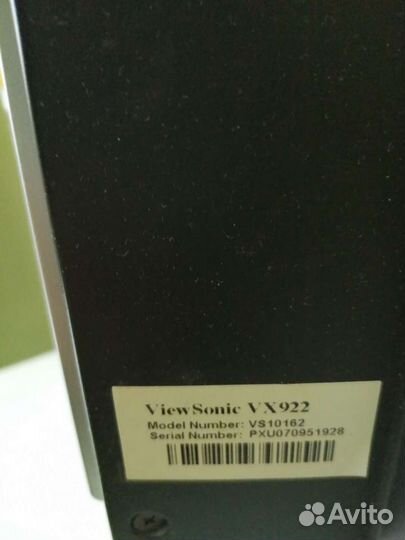 ViewSonic VX922
Model Number: VS10162
Serial Number: PXU070951928
Avito